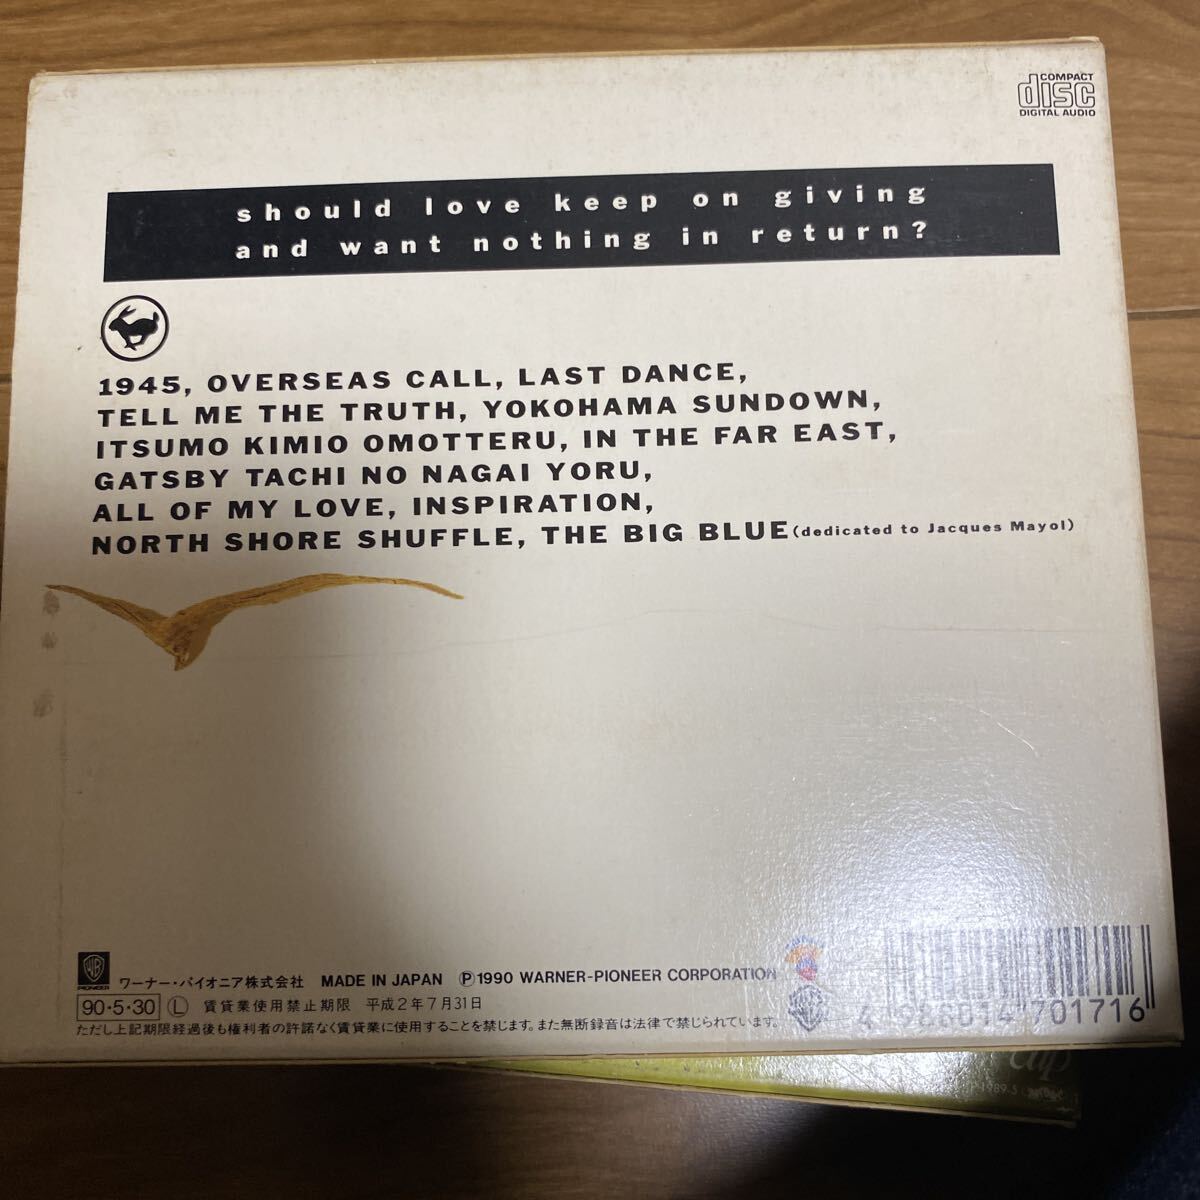 COMPACT
disc
DIGITAL AUDIO
should love keep on giving
and want nothing in return?
1945, OVERSEAS CALL, LAST DANCE,
TELL ME THE TRUTH, YOKOHAMA SUNDOWN,
ITSUMO KIMIO OMOTTERU, IN THE FAR EAST,
GATSBY TACHI NO NAGAI YORU,
ALL OF MY LOVE, INSPIRATION,
NORTH SHORE SHUFFLE, THE BIG BLUE (dedicated to Jacques Mayol)
WB
PIONEER
ワーナー・パイオニア株式会社 MADE IN JAPAN Ⓟ1990 WARNER-PIONEER CORPORATION
90・5・30 Ⓛ 賃貸業使用禁止期限 平成2年7月31日
ただし上記期限経過後も権利者の許諾なく賃貸業に使用することを禁じます。また無断録音は法律で禁じられています。
4 988014 701716
cup
1989.5